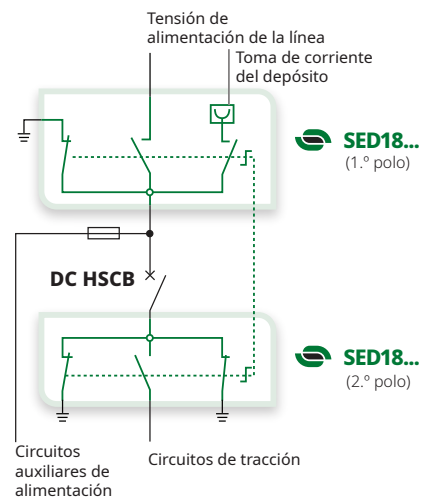 Tensión de
alimentación de la línea
Toma de corriente
del depósito
SED18...
(1.º polo)
DC HSCB
SED18...
(2.º polo)
Circuitos
auxiliares de
alimentación
Circuitos de tracción